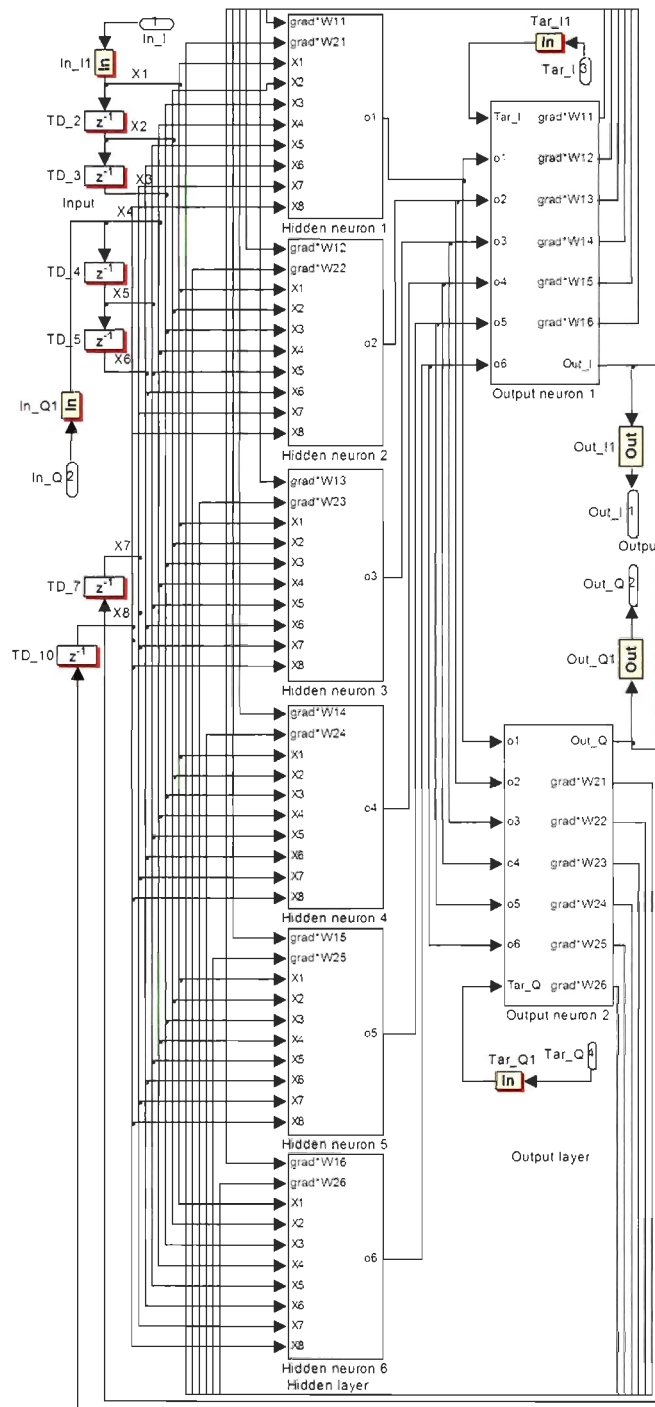 1
In_I
In_I1
In
X1
TD_2
z⁻¹
X2
TD_3
z⁻¹
X3
Input
X4
TD_4
z⁻¹
X5
TD_5
z⁻¹
X6
In_Q1
In
In_Q
2
X7
TD_7
z⁻¹
X8
TD_10
z⁻¹
grad*W11
grad*W21
X1
X2
X3
X4
X5
X6
X7
X8
o1
Hidden neuron 1
grad*W12
grad*W22
X1
X2
X3
X4
X5
X6
X7
X8
o2
Hidden neuron 2
grad*W13
grad*W23
X1
X2
X3
X4
X5
X6
X7
X8
o3
Hidden neuron 3
grad*W14
grad*W24
X1
X2
X3
X4
X5
X6
X7
X8
o4
Hidden neuron 4
grad*W15
grad*W25
X1
X2
X3
X4
X5
X6
X7
X8
o5
Hidden neuron 5
grad*W16
grad*W26
X1
X2
X3
X4
X5
X6
X7
X8
o6
Hidden neuron 6
Hidden layer
Tar_I1
In
Tar_I
3
Tar_I
o1
o2
o3
o4
o5
o6
grad*W11
grad*W12
grad*W13
grad*W14
grad*W15
grad*W16
Out_I
Output neuron 1
Out
Out_I1
Out_I
1
Output
Out_Q
2
Out_Q1
Out
o1
o2
o3
o4
o5
o6
Tar_Q
Out_Q
grad*W21
grad*W22
grad*W23
grad*W24
grad*W25
grad*W26
Output neuron 2
Tar_Q1
In
Tar_Q
4
Output layer